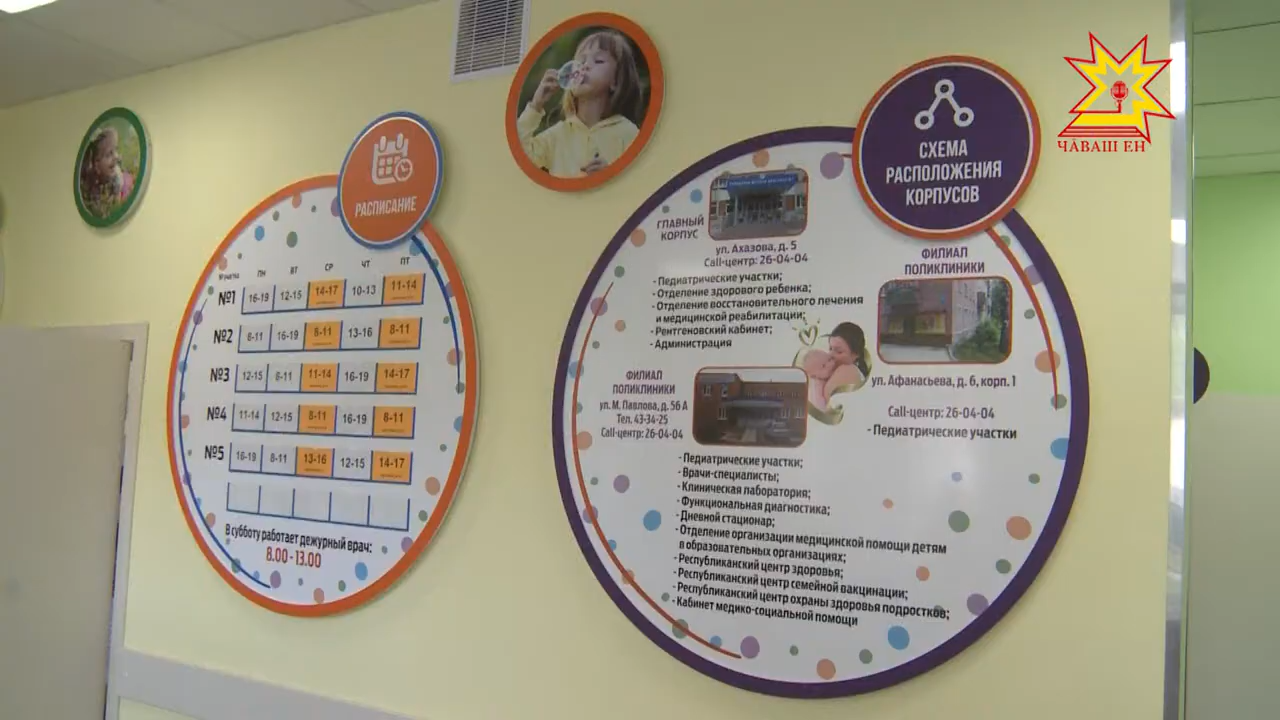 ЧӐВАШ ЕН
РАСПИСАНИЕ
№ участка ПН ВТ СР ЧТ ПТ
№1 16-19 12-15 14-17 10-13 11-14
№2 8-11 16-19 8-11 13-16 8-11
№3 12-15 8-11 11-14 16-19 14-17
№4 11-14 12-15 8-11 16-19 8-11
№5 16-19 8-11 13-16 12-15 14-17
В субботу работает дежурный врач:
8.00 - 13.00
СХЕМА
РАСПОЛОЖЕНИЯ
КОРПУСОВ
ГЛАВНЫЙ
КОРПУС
ул. Ахазова, д. 5
Call-центр: 26-04-04
- Педиатрические участки;
- Отделение здорового ребенка;
- Отделение восстановительного лечения
и медицинской реабилитации;
- Рентгеновский кабинет;
- Администрация
ФИЛИАЛ
ПОЛИКЛИНИКИ
ул. Афанасьева, д. 6, корп. 1
Call-центр: 26-04-04
- Педиатрические участки
ФИЛИАЛ
ПОЛИКЛИНИКИ
ул. М. Павлова, д. 56 А
Тел. 43-34-25
Call-центр: 26-04-04
- Педиатрические участки;
- Врачи-специалисты;
- Клиническая лаборатория;
- Функциональная диагностика;
- Дневной стационар;
- Отделение организации медицинской помощи детям
в образовательных организациях;
- Республиканский центр здоровья;
- Республиканский центр семейной вакцинации;
- Республиканский центр охраны здоровья подростков;
- Кабинет медико-социальной помощи